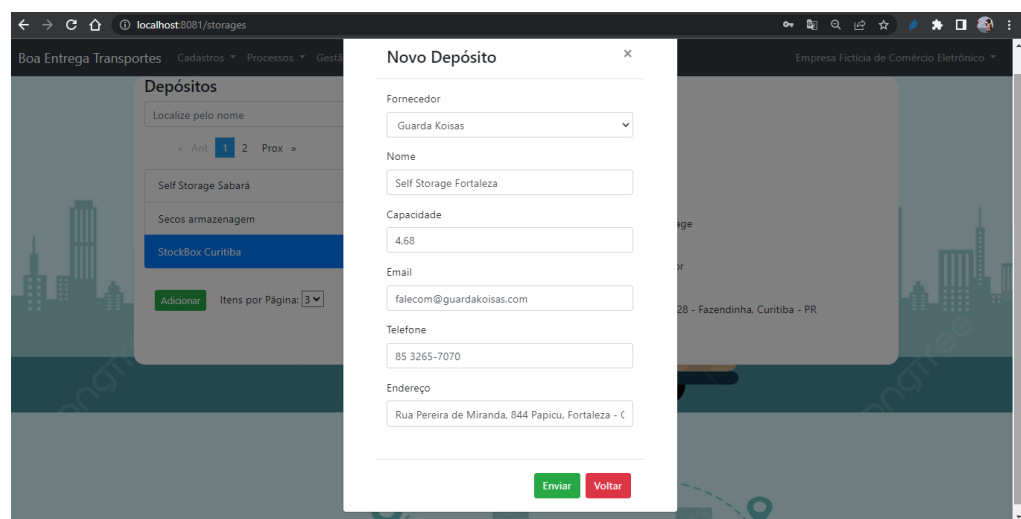 localhost:8081/storages
Boa Entrega Transportes Cadastros Processos Gestã Empresa Fictícia de Comércio Eletrônico
Depósitos
Localize pelo nome
« Ant 1 2 Prox »
Self Storage Sabará
Secos armazenagem
StockBox Curitiba
Adicionar Itens por Página: 3
Novo Depósito ×
Fornecedor
Guarda Koisas
Nome
Self Storage Fortaleza
Capacidade
4,68
Email
falecom@guardakoisas.com
Telefone
85 3265-7070
Endereço
Rua Pereira de Miranda, 844 Papicu, Fortaleza - C
Enviar Voltar
age
or
28 - Fazendinha, Curitiba - PR